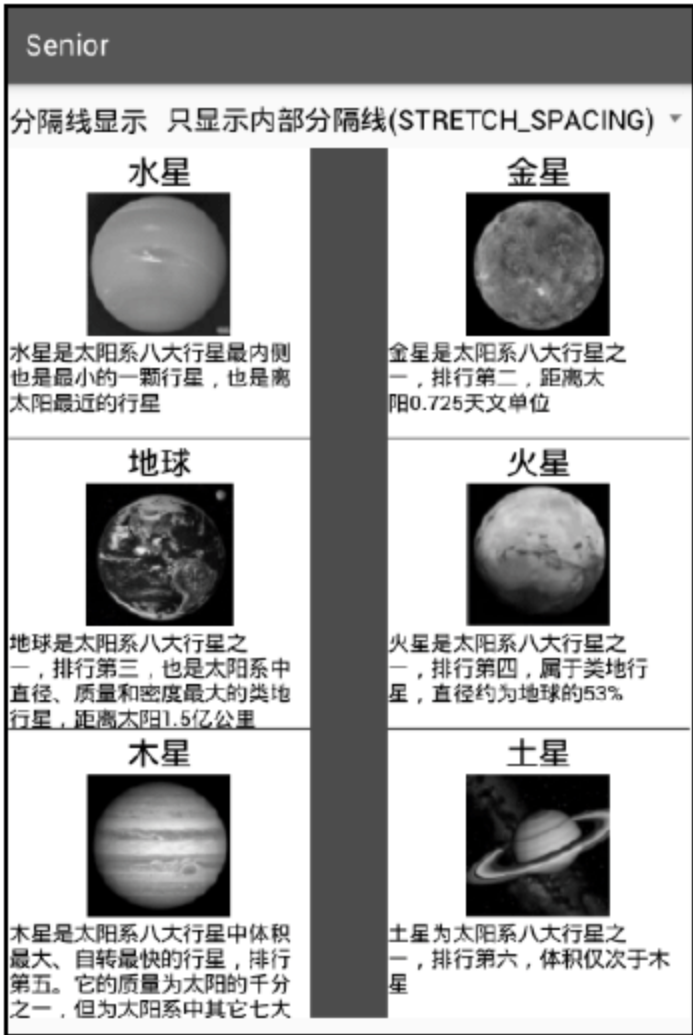 Senior
分隔线显示 只显示内部分隔线(STRETCH_SPACING)
水星
水星是太阳系八大行星最内侧
也是最小的一颗行星，也是离
太阳最近的行星
金星
金星是太阳系八大行星之
一，排行第二，距离太
阳0.725天文单位
地球
地球是太阳系八大行星之
一，排行第三，也是太阳系中
直径、质量和密度最大的类地
行星，距离太阳1.5亿公里
火星
火星是太阳系八大行星之
一，排行第四，属于类地行
星，直径约为地球的53%
木星
木星是太阳系八大行星中体积
最大、自转最快的行星，排行
第五。它的质量为太阳的千分
之一，但为太阳系中其它七大
土星
土星为太阳系八大行星之
一，排行第六，体积仅次于木
星